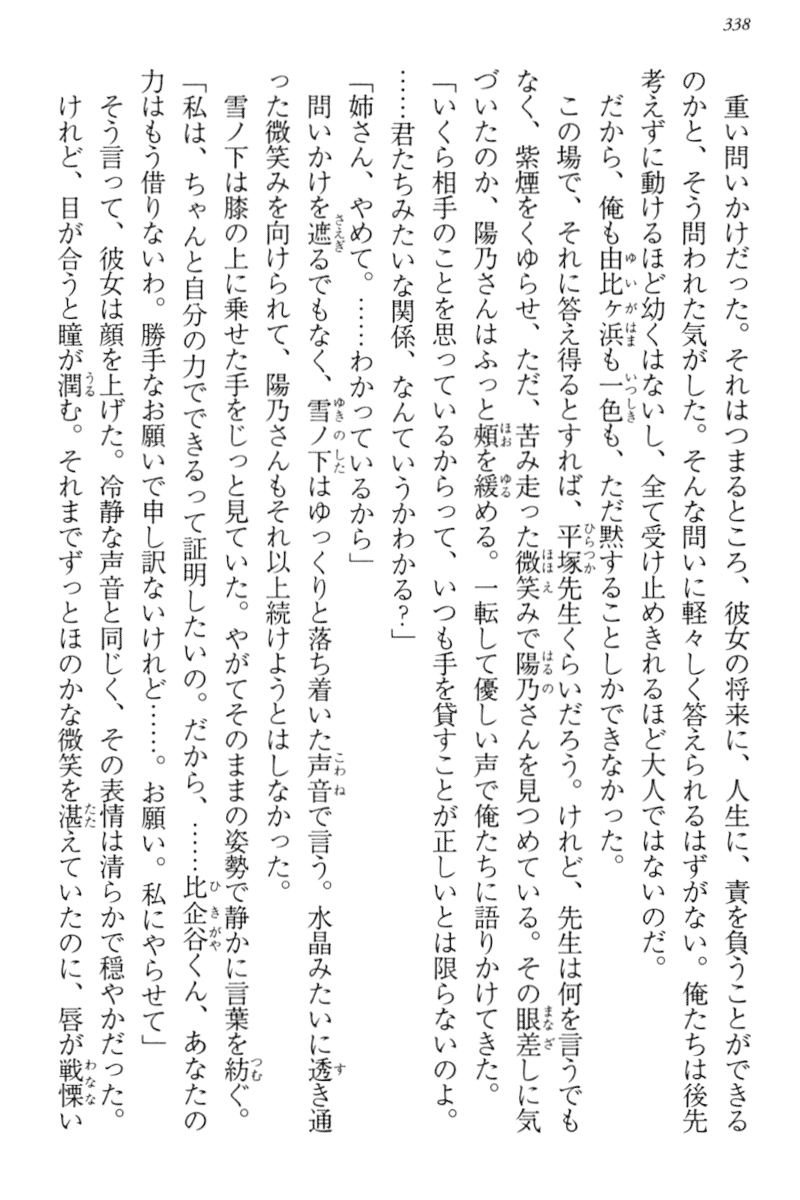 338
重い問いかけだった。それはつまるところ、彼女の将来に、人生に、責を負うことができる
のかと、そう問われた気がした。そんな問いに軽々しく答えられるはずがない。俺たちは後先
考えずに動けるほど幼くはないし、全て受け止めきれるほど大人ではないのだ。
だから、俺も由比ヶ浜も一色も、ただ黙することしかできなかった。
この場で、それに答え得るとすれば、平塚先生くらいだろう。けれど、先生は何を言うでも
なく、紫煙をくゆらせ、ただ、苦み走った微笑みで陽乃さんを見つめている。その眼差しに気
づいたのか、陽乃さんはふっと頰を緩める。一転して優しい声で俺たちに語りかけてきた。
「いくら相手のことを思っているからって、いつも手を貸すことが正しいとは限らないのよ。
……君たちみたいな関係、なんていうかわかる?」
「姉さん、やめて。……わかっているから」
問いかけを遮るでもなく、雪ノ下はゆっくりと落ち着いた声音で言う。水晶みたいに透き通
った微笑みを向けられて、陽乃さんもそれ以上続けようとはしなかった。
雪ノ下は膝の上に乗せた手をじっと見ていた。やがてそのままの姿勢で静かに言葉を紡ぐ。
「私は、ちゃんと自分の力でできるって証明したいの。だから、……比企谷くん、あなたの
力はもう借りないわ。勝手なお願いで申し訳ないけれど……。お願い。私にやらせて」
そう言って、彼女は顔を上げた。冷静な声音と同じく、その表情は清らかで穏やかだった。
けれど、目が合うと瞳が潤む。それまでずっとほのかな微笑を湛えていたのに、唇が戦慄い